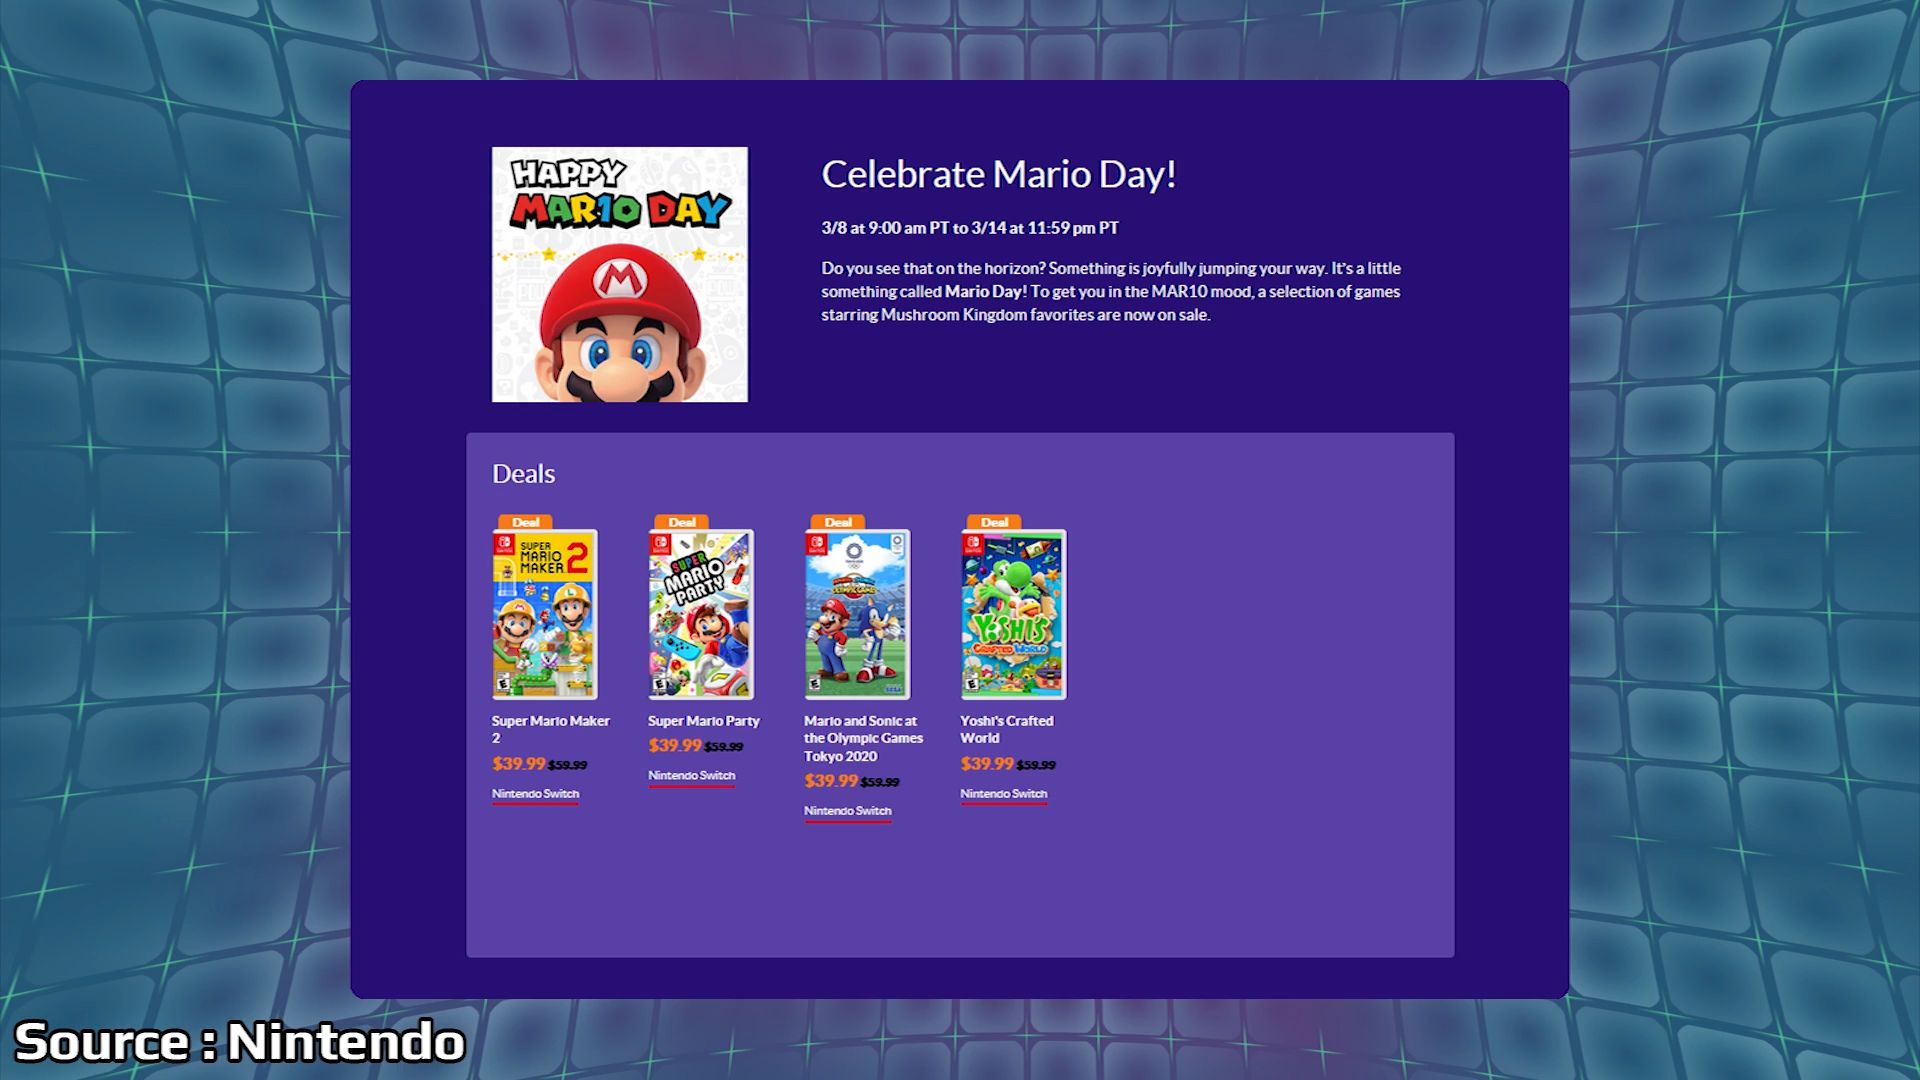 HAPPY
MAR10 DAY
M
Celebrate Mario Day!
3/8 at 9:00 am PT to 3/14 at 11:59 pm PT
Do you see that on the horizon? Something is joyfully jumping your way. It's a little
something called Mario Day! To get you in the MAR10 mood, a selection of games
starring Mushroom Kingdom favorites are now on sale.
Deals
Deal
SUPER
MARIO
MAKER 2
E
Super Mario Maker
2
$39.99 $59.99
Nintendo Switch
Deal
SUPER
MARIO
PARTY
E
Super Mario Party
$39.99 $59.99
Nintendo Switch
Deal
OLYMPIC GAMES
E
SEGA
Mario and Sonic at
the Olympic Games
Tokyo 2020
$39.99 $59.99
Nintendo Switch
Deal
YOSHI'S
CRAFTED WORLD
E
Yoshi's Crafted
World
$39.99 $59.99
Nintendo Switch
Source : Nintendo